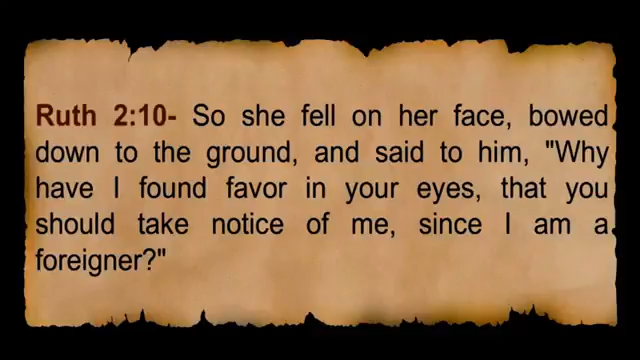 Ruth 2:10- So she fell on her face, bowed
down to the ground, and said to him, "Why
have I found favor in your eyes, that you
should take notice of me, since I am a
foreigner?"